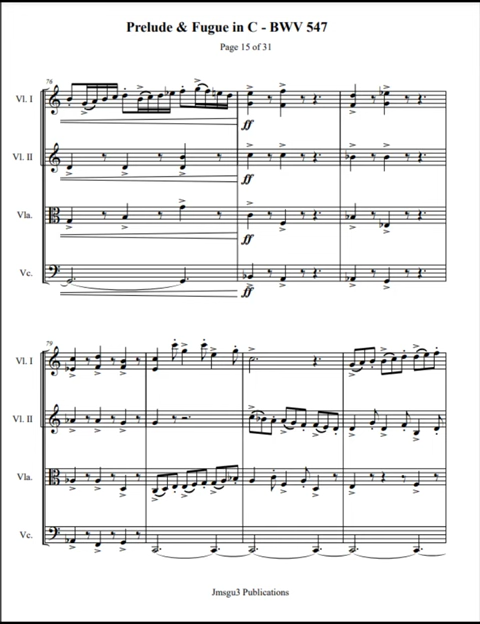 Prelude & Fugue in C - BWV 547
Page 15 of 31
76
Vl. I
ff
Vl. II
ff
Vla.
ff
Vc.
ff
79
Vl. I
Vl. II
Vla.
Vc.
Jmsgu3 Publications